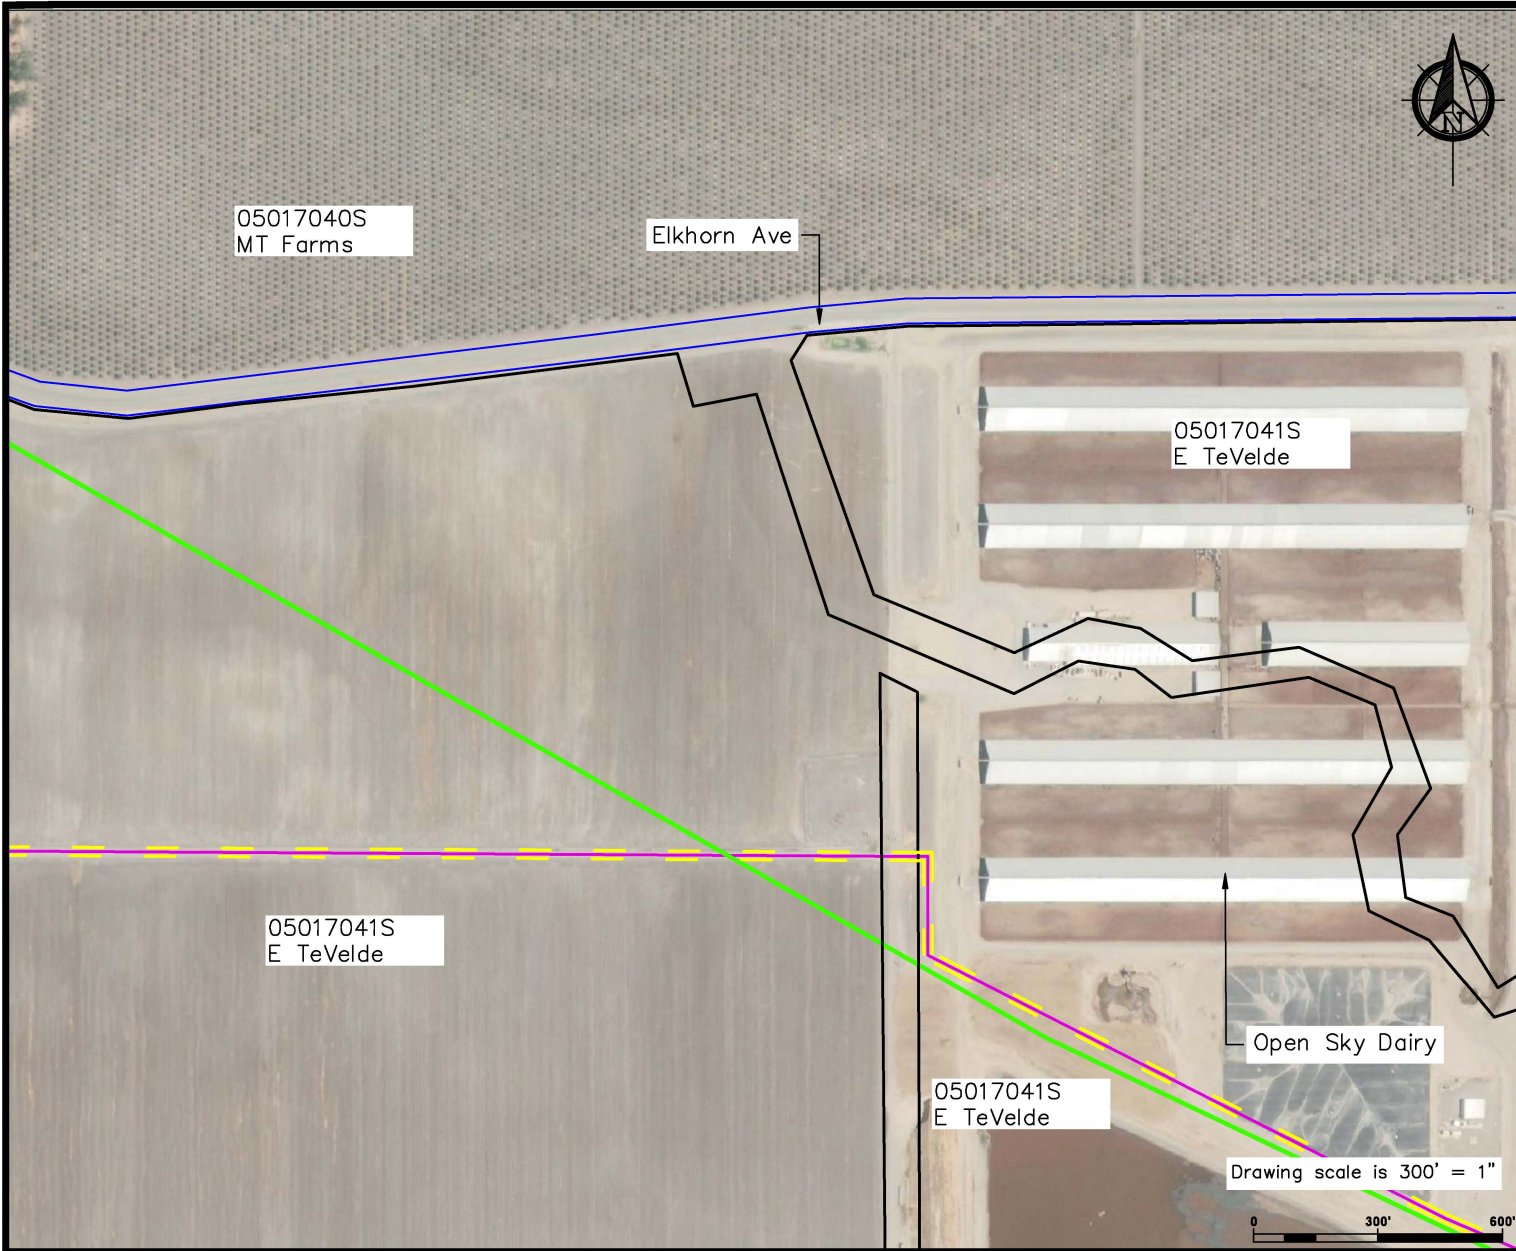 N
05017040S
MT Farms
Elkhorn Ave
05017041S
E TeVelde
05017041S
E TeVelde
Open Sky Dairy
05017041S
E TeVelde
Drawing scale is 300' = 1"
0 300' 600'